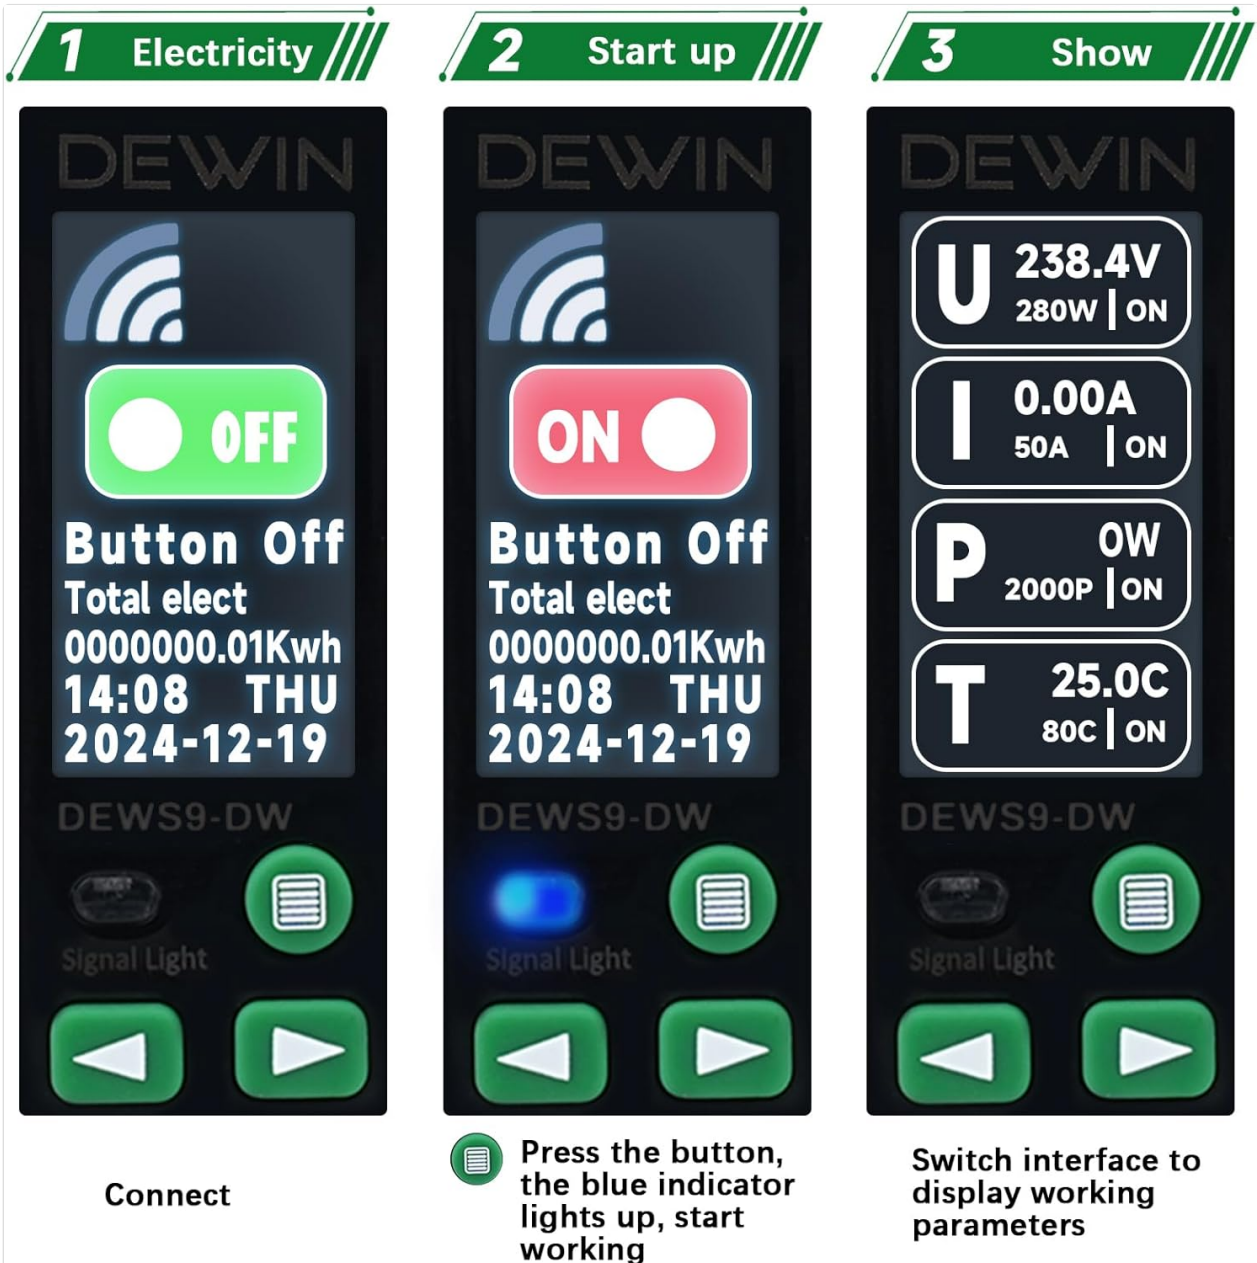 1 Electricity
2 Start up
3 Show
DEWIN
OFF
Button Off
Total elect
0000000.01Kwh
14:08 THU
2024-12-19
DEWS9-DW
Signal Light
Connect
DEWIN
ON
Button Off
Total elect
0000000.01Kwh
14:08 THU
2024-12-19
DEWS9-DW
Signal Light
Press the button,
the blue indicator
lights up, start
working
DEWIN
U 238.4V
280W | ON
I 0.00A
50A | ON
P 0W
2000P | ON
T 25.0C
80C | ON
DEWS9-DW
Signal Light
Switch interface to
display working
parameters